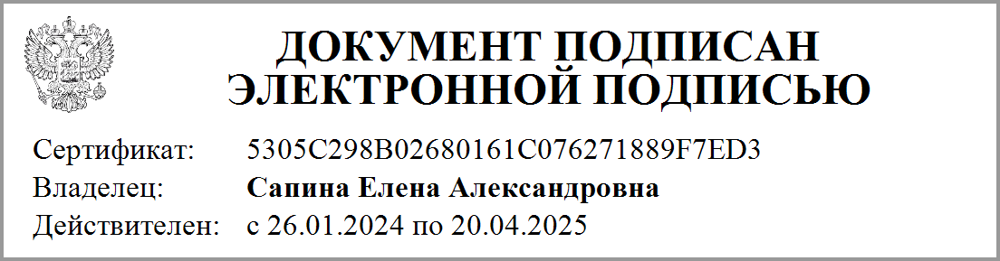 ДОКУМЕНТ ПОДПИСАН
ЭЛЕКТРОННОЙ ПОДПИСЬЮ
Сертификат: 5305C298B02680161C076271889F7ED3
Владелец: Сапина Елена Александровна
Действителен: с 26.01.2024 по 20.04.2025